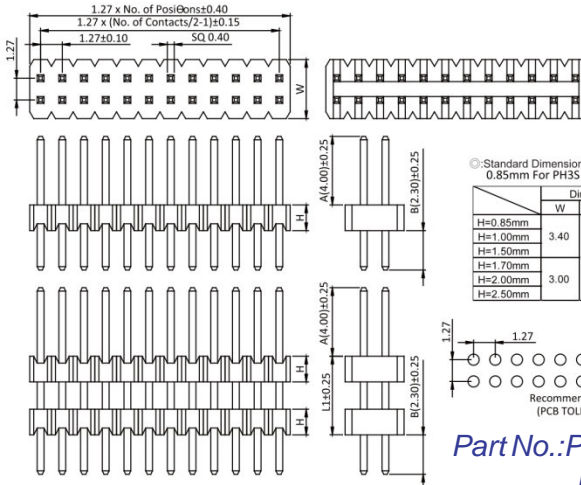 1.27 x No. of PosiӨons±0.40
1.27 x (No. of Contacts/2-1)±0.15
1.27±0.10
SQ 0.40
1.27
W
A(4.00)±0.25
B(2.30)±0.25
H
◎:Standard Dimension
0.85mm For PH3S
W
H=0.85mm
H=1.00mm
3.40
H=1.50mm
H=1.70mm
H=2.00mm
3.00
H=2.50mm
A(4.00)±0.25
L1±0.25
B(2.30)±0.25
H
H
1.27
1.27
(PCB
Part No.:P